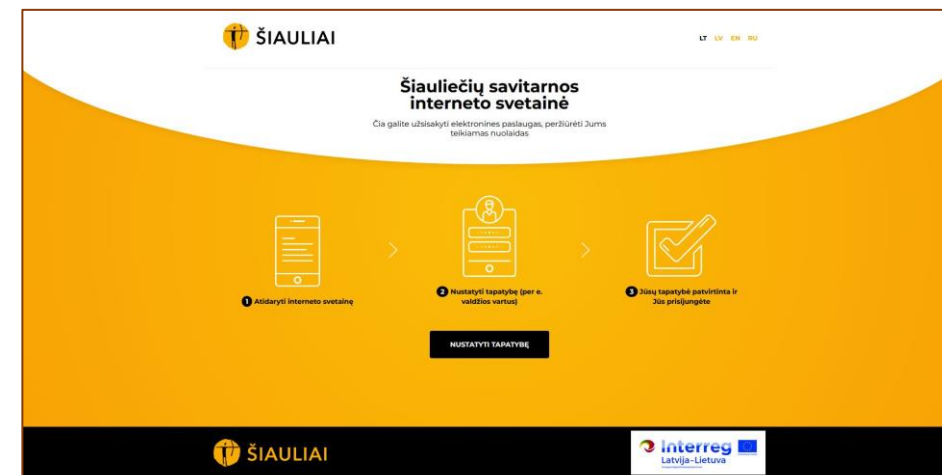 ŠIAULIAI
LT LV EN RU
Šiauliečių savitarnos
interneto svetainė
Čia galite užsisakyti elektronines paslaugas, peržiūrėti Jums
teikiamas nuolaidas
1 Atidaryti interneto svetainę
2 Nustatyti tapatybę (per e.
valdžios vartus)
3 Jūsų tapatybė patvirtinta ir
Jūs prisijungėte
NUSTATYTI TAPATYBĘ
ŠIAULIAI
Interreg
Latvija-Lietuva